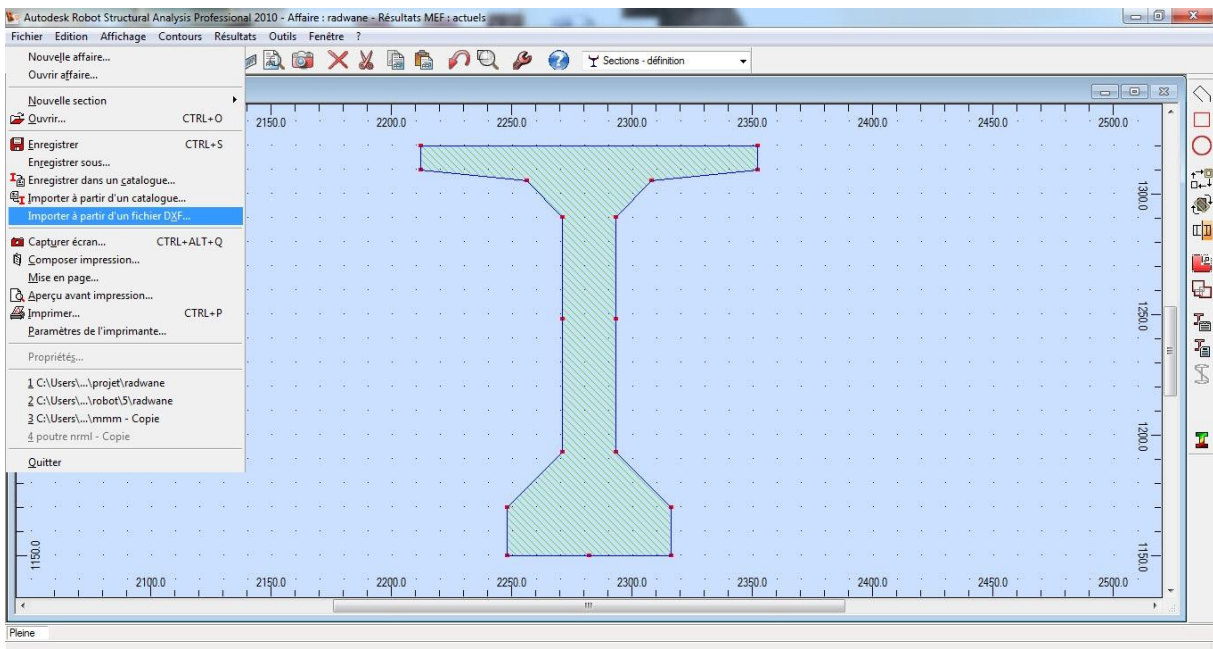 Autodesk Robot Structural Analysis Professional 2010 - Affaire : radwane - Résultats MEF : actuels
Fichier Edition Affichage Contours Résultats Outils Fenêtre ?
Sections - définition
Nouvelle affaire...
Ouvrir affaire...
Nouvelle section
Ouvrir... CTRL+O
Enregistrer CTRL+S
Enregistrer sous...
Enregistrer dans un catalogue...
Importer à partir d'un catalogue...
Importer à partir d'un fichier DXF...
Capturer écran... CTRL+ALT+Q
Composer impression...
Mise en page...
Aperçu avant impression...
Imprimer... CTRL+P
Paramètres de l'imprimante...
Propriétés...
1 C:\Users\...\projet\radwane
2 C:\Users\...\robot\5\radwane
3 C:\Users\...\mmm - Copie
4 poutre nrml - Copie
Quitter
2150.0 2200.0 2250.0 2300.0 2350.0 2400.0 2450.0 2500.0
1300.0
1250.0
1200.0
1150.0 1150.0
2100.0 2150.0 2200.0 2250.0 2300.0 2350.0 2400.0 2450.0 2500.0
Pleine